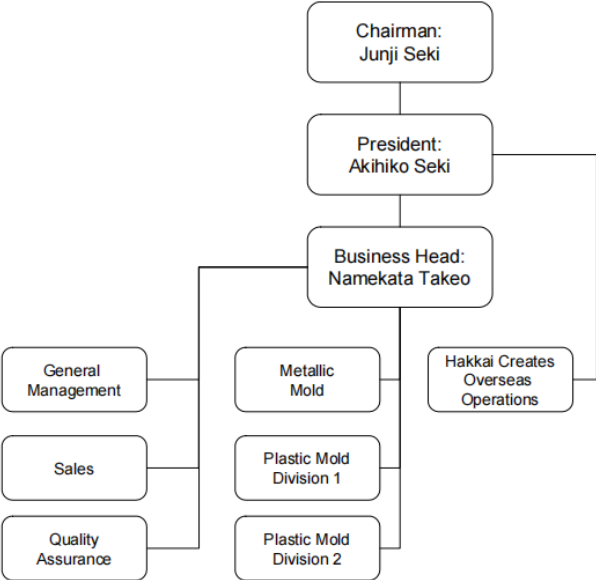 Chairman:
Junji Seki
President:
Akihiko Seki
Business Head:
Namekata Takeo
General
Management
Metallic
Mold
Hakkai Creates
Overseas
Operations
Sales
Plastic Mold
Division 1
Quality
Assurance
Plastic Mold
Division 2